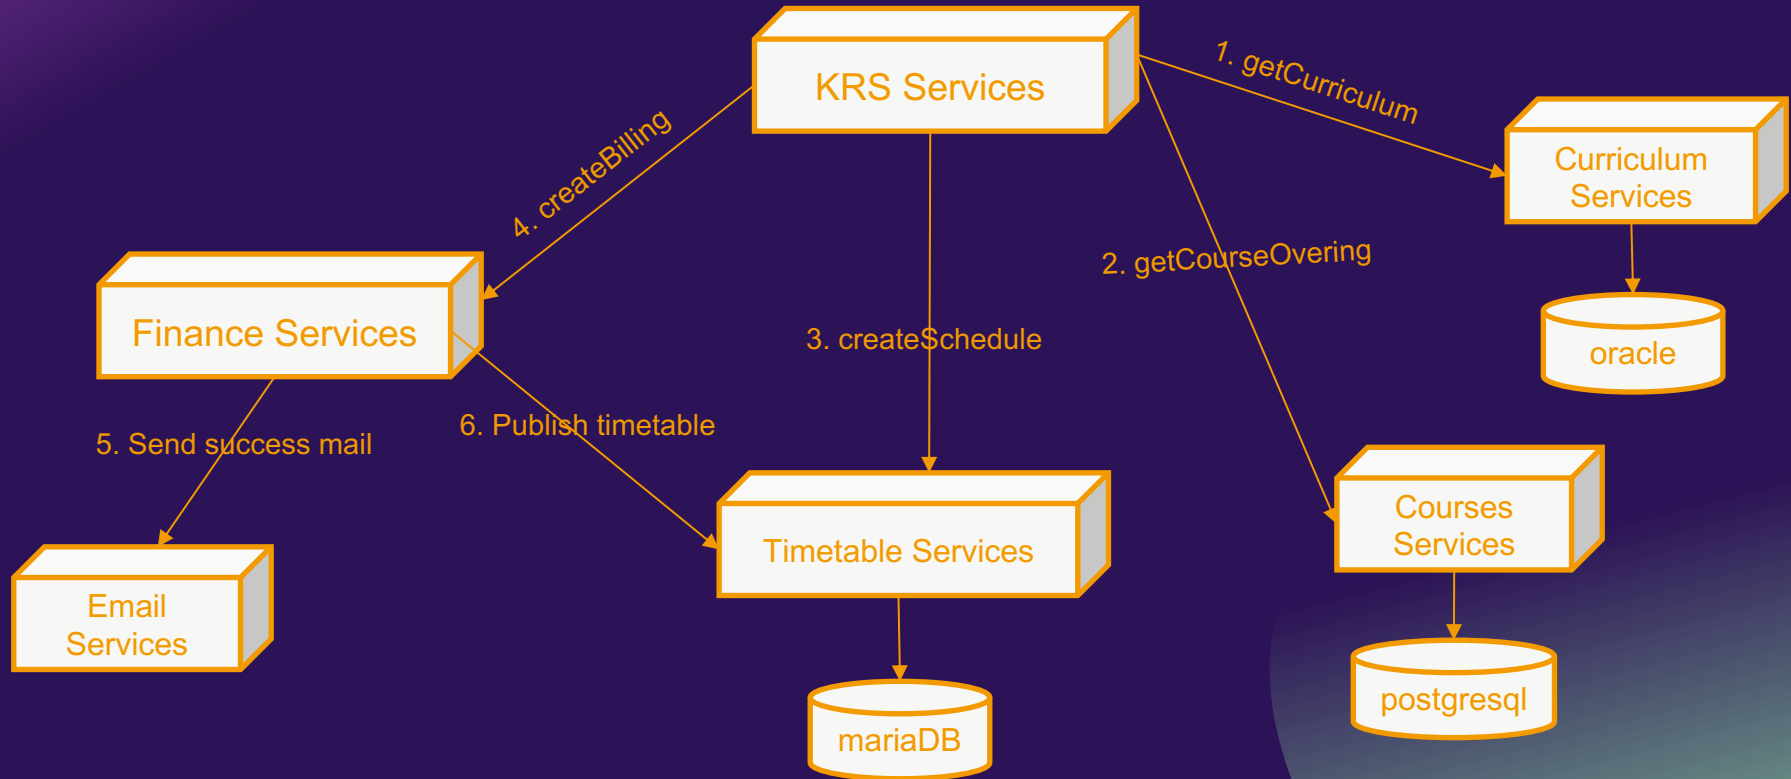 KRS Services
1. getCurriculum
Curriculum
Services
4. createBilling
2. getCourseOvering
Finance Services
3. createSchedule
oracle
5. Send success mail
6. Publish timetable
Courses
Services
Timetable Services
Email
Services
postgresql
mariaDB